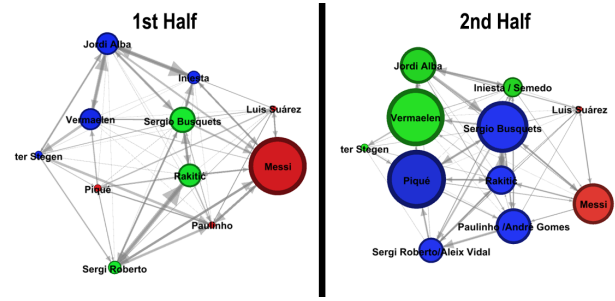 1st Half
Jordi Alba
Iniesta
Luis Suárez
Vermaelen
Sergio Busquets
ter Stegen
Messi
Rakitić
Piqué
Paulinho
Sergi Roberto
2nd Half
Jordi Alba
Iniesta / Semedo
Luis Suárez
Vermaelen
Sergio Busquets
ter Stegen
Piqué
Rakitić
Messi
Paulinho /André Gomes
Sergi Roberto/Aleix Vidal